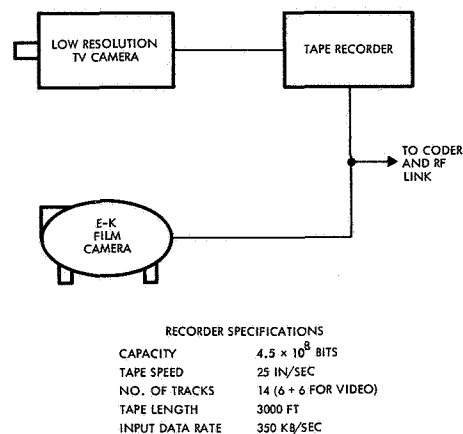 LOW RESOLUTION
TV CAMERA
TAPE RECORDER
TO CODER
AND RF
LINK
E-K
FILM
CAMERA
RECORDER SPECIFICATIONS
CAPACITY 4.5 × 10⁸ BITS
TAPE SPEED 25 IN/SEC
NO. OF TRACKS 14 (6 + 6 FOR VIDEO)
TAPE LENGTH 3000 FT
INPUT DATA RATE 350 KB/SEC